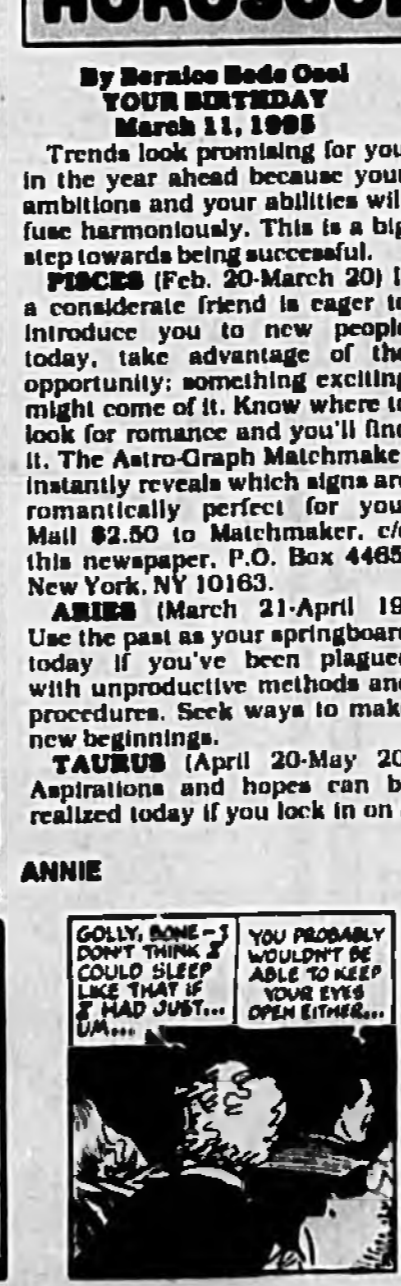 HOROSCOP
By Bernice Bede Osol
YOUR BIRTHDAY
March 11, 1995
Trends look promising for you
in the year ahead because your
ambitions and your abilities wil
fuse harmoniously. This is a big
step towards being successful.
PISCES (Feb. 20-March 20) I
a considerate friend is eager to
introduce you to new people
today, take advantage of the
opportunity; something exciting
might come of it. Know where to
look for romance and you'll find
it. The Astro-Graph Matchmaker
instantly reveals which signs are
romantically perfect for you.
Mail $2.50 to Matchmaker, c/o
this newspaper, P.O. Box 4465,
New York, NY 10163.
ARIES (March 21-April 19
Use the past as your springboard
today if you've been plagued
with unproductive methods and
procedures. Seek ways to mak
new beginnings.
TAURUS (April 20-May 20
Aspirations and hopes can b
realized today if you lock in on
ANNIE
GOLLY, BONE - I
DON'T THINK I
COULD SLEEP
LIKE THAT IF
I HAD JUST...
UM...
YOU PROBABLY
WOULDN'T BE
ABLE TO KEEP
YOUR EYES
OPEN EITHER...